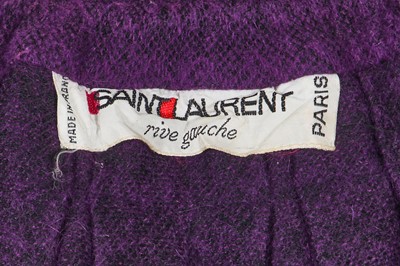 MADE IN FRANCE
SAINT LAURENT
rive gauche
PARIS